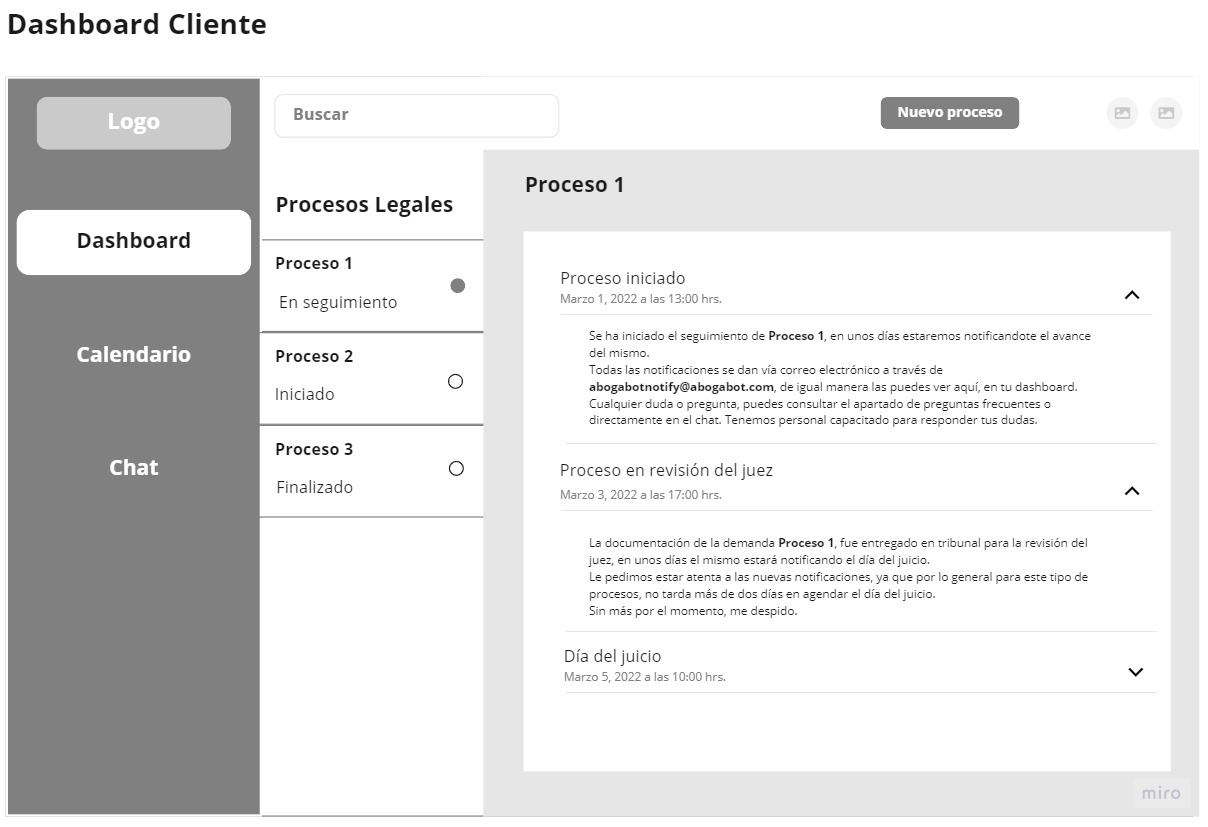 Dashboard Cliente
Logo
Buscar
Nuevo proceso
Dashboard
Calendario
Chat
Procesos Legales
Proceso 1
En seguimiento
Proceso 2
Iniciado
Proceso 3
Finalizado
Proceso 1
Proceso iniciado
Marzo 1, 2022 a las 13:00 hrs.
Se ha iniciado el seguimiento de Proceso 1, en unos días estaremos notificandote el avance
del mismo.
Todas las notificaciones se dan vía correo electrónico a través de
abogabotnotify@abogabot.com, de igual manera las puedes ver aquí, en tu dashboard.
Cualquier duda o pregunta, puedes consultar el apartado de preguntas frecuentes o
directamente en el chat. Tenemos personal capacitado para responder tus dudas.
Proceso en revisión del juez
Marzo 3, 2022 a las 17:00 hrs.
La documentación de la demanda Proceso 1, fue entregado en tribunal para la revisión del
juez, en unos días el mismo estará notificando el día del juicio.
Le pedimos estar atenta a las nuevas notificaciones, ya que por lo general para este tipo de
procesos, no tarda más de dos días en agendar el día del juicio.
Sin más por el momento, me despido.
Día del juicio
Marzo 5, 2022 a las 10:00 hrs.
miro